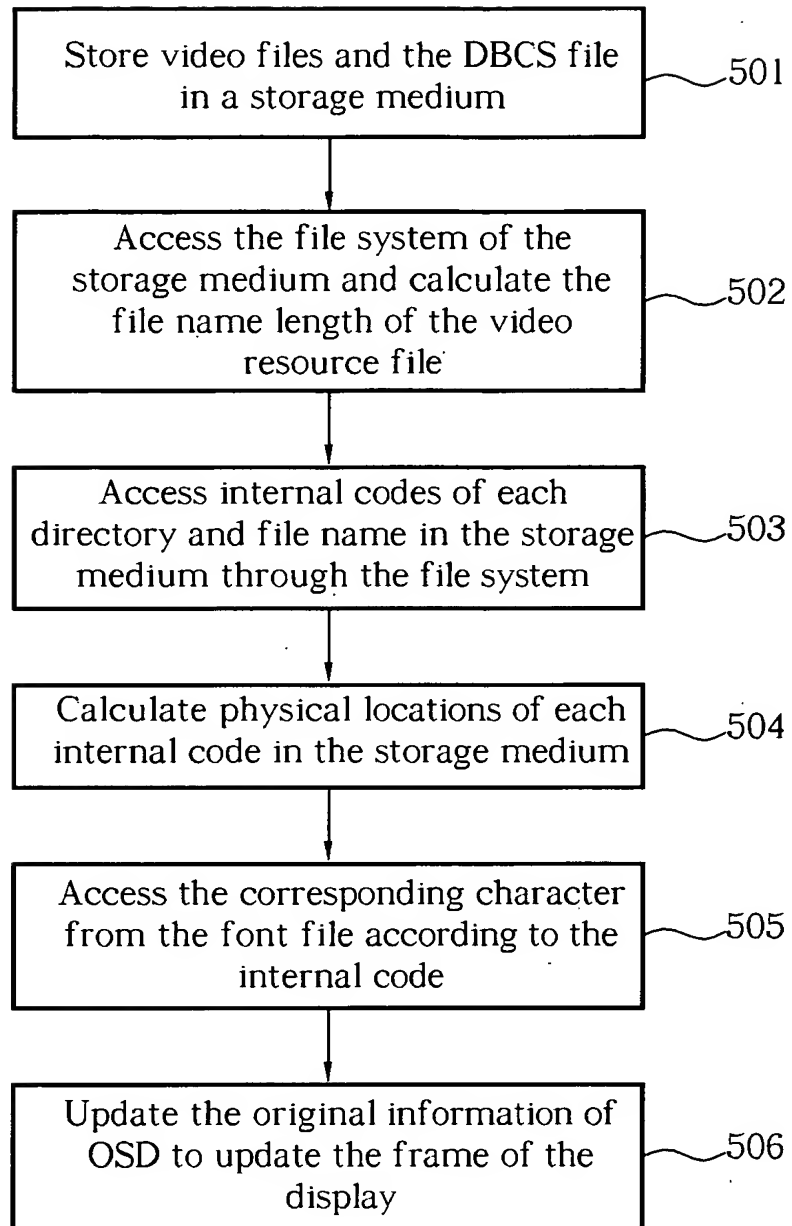 Store video files and the DBCS file
in a storage medium
501
Access the file system of the
storage medium and calculate the
file name length of the video
resource file
502
Access internal codes of each
directory and file name in the storage
medium through the file system
503
Calculate physical locations of each
internal code in the storage medium
504
Access the corresponding character
from the font file according to the
internal code
505
Update the original information of
OSD to update the frame of the
display
506